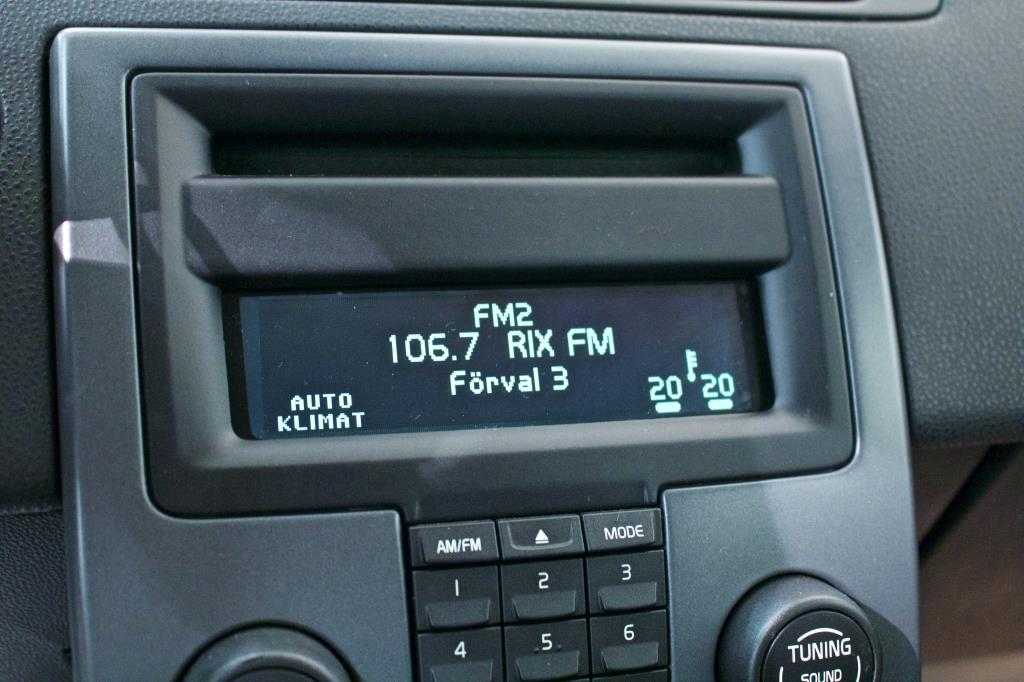 FM2
106.7 RIX FM
Förval 3
AUTO
KLIMAT
20 20
AM/FM MODE
1 2 3
4 5 6
TUNING
SOUND